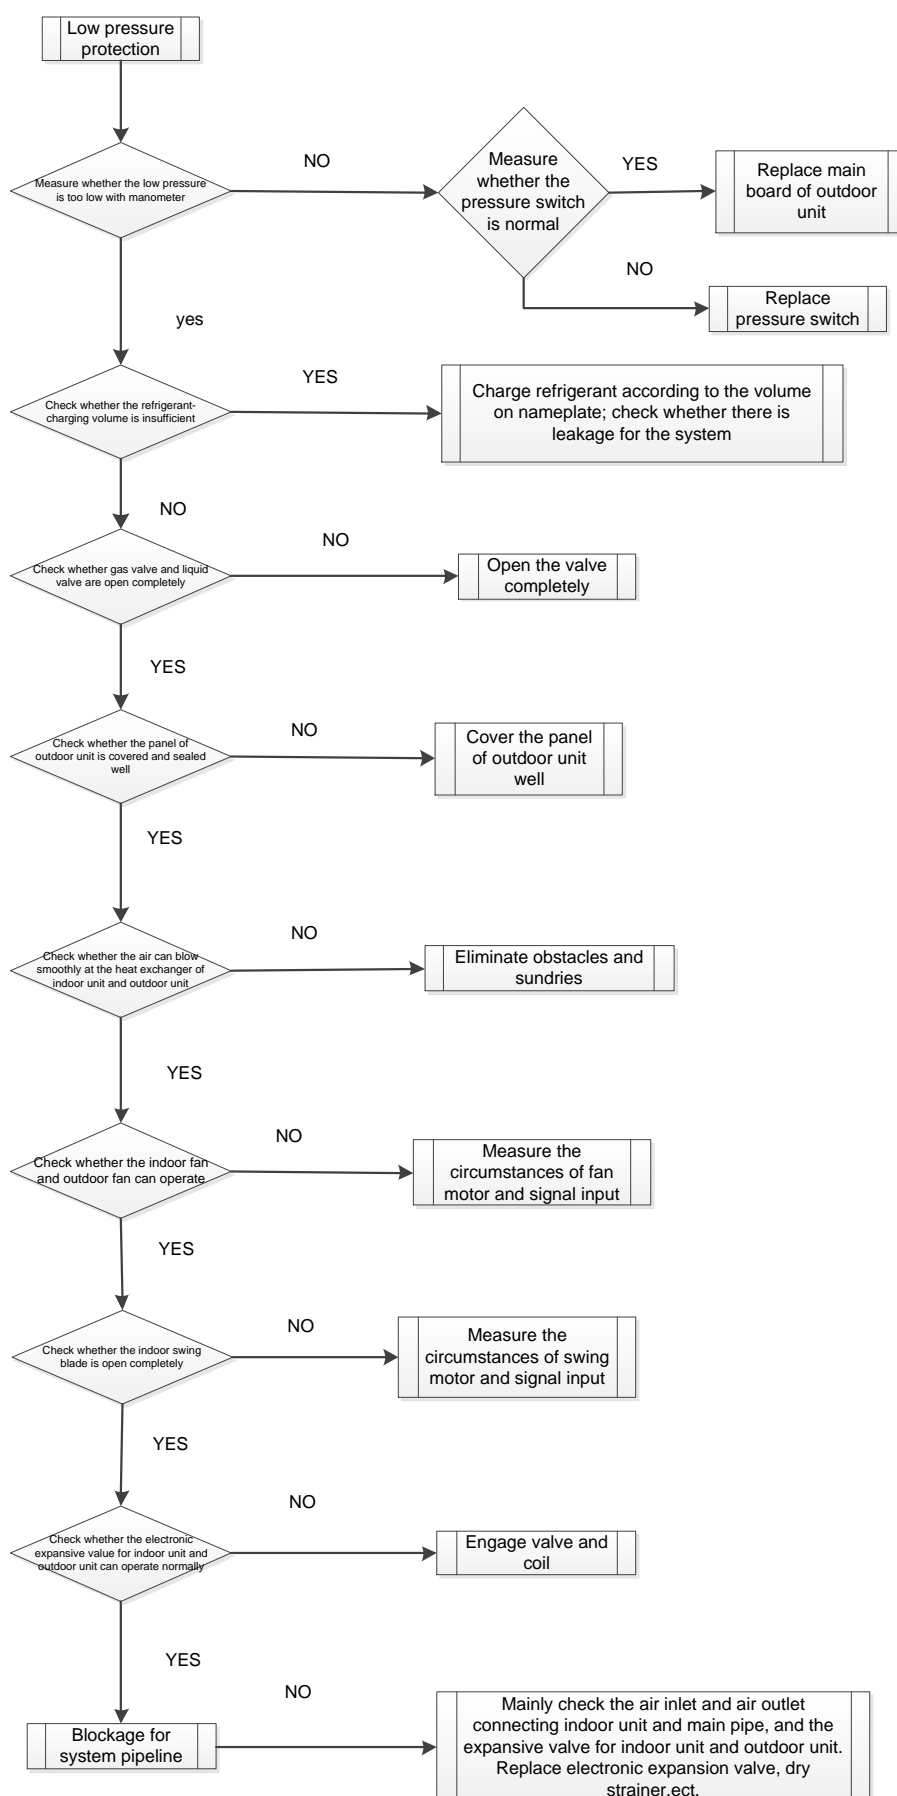 Low pressure
protection
Measure whether the low pressure
is too low with manometer
NO
Measure
whether the
pressure switch
is normal
YES
Replace main
board of outdoor
unit
NO
Replace
pressure switch
yes
Check whether the refrigerant-
charging volume is insufficient
YES
Charge refrigerant according to the volume
on nameplate; check whether there is
leakage for the system
NO
Check whether gas valve and liquid
valve are open completely
NO
Open the valve
completely
YES
Check whether the panel of
outdoor unit is covered and sealed
well
NO
Cover the panel
of outdoor unit
well
YES
Check whether the air can blow
smoothly at the heat exchanger of
indoor unit and outdoor unit
NO
Eliminate obstacles and
sundries
YES
Check whether the indoor fan
and outdoor fan can operate
NO
Measure the
circumstances of fan
motor and signal input
YES
Check whether the indoor swing
blade is open completely
NO
Measure the
circumstances of swing
motor and signal input
YES
Check whether the electronic
expansive value for indoor unit and
outdoor unit can operate normally
NO
Engage valve and
coil
YES
Blockage for
system pipeline
NO
Mainly check the air inlet and air outlet
connecting indoor unit and main pipe, and the
expansive valve for indoor unit and outdoor unit.
Replace electronic expansion valve, dry
strainer,ect.